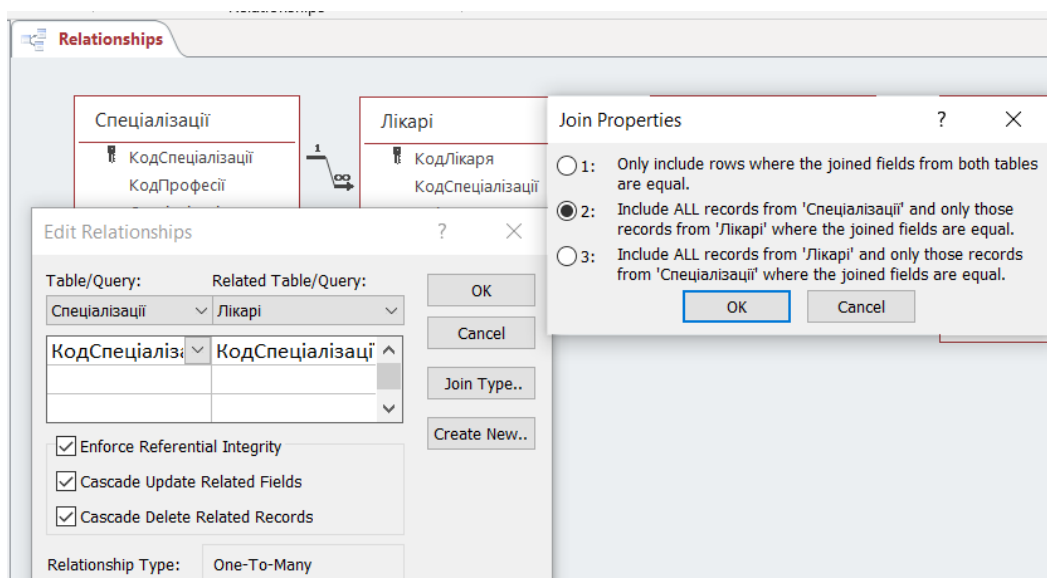 Relationships
Спеціалізації
КодСпеціалізації
КодПрофесії
1
∞
Лікарі
КодЛікаря
КодСпеціалізації
Join Properties
?
1:
Only include rows where the joined fields from both tables
are equal.
2:
Include ALL records from 'Спеціалізації' and only those
records from 'Лікарі' where the joined fields are equal.
3:
Include ALL records from 'Лікарі' and only those records
from 'Спеціалізації' where the joined fields are equal.
OK
Cancel
Edit Relationships
?
Table/Query:
Related Table/Query:
Спеціалізації
Лікарі
КодСпеціаліз
КодСпеціалізації
OK
Cancel
Join Type..
Create New..
Enforce Referential Integrity
Cascade Update Related Fields
Cascade Delete Related Records
Relationship Type:
One-To-Many